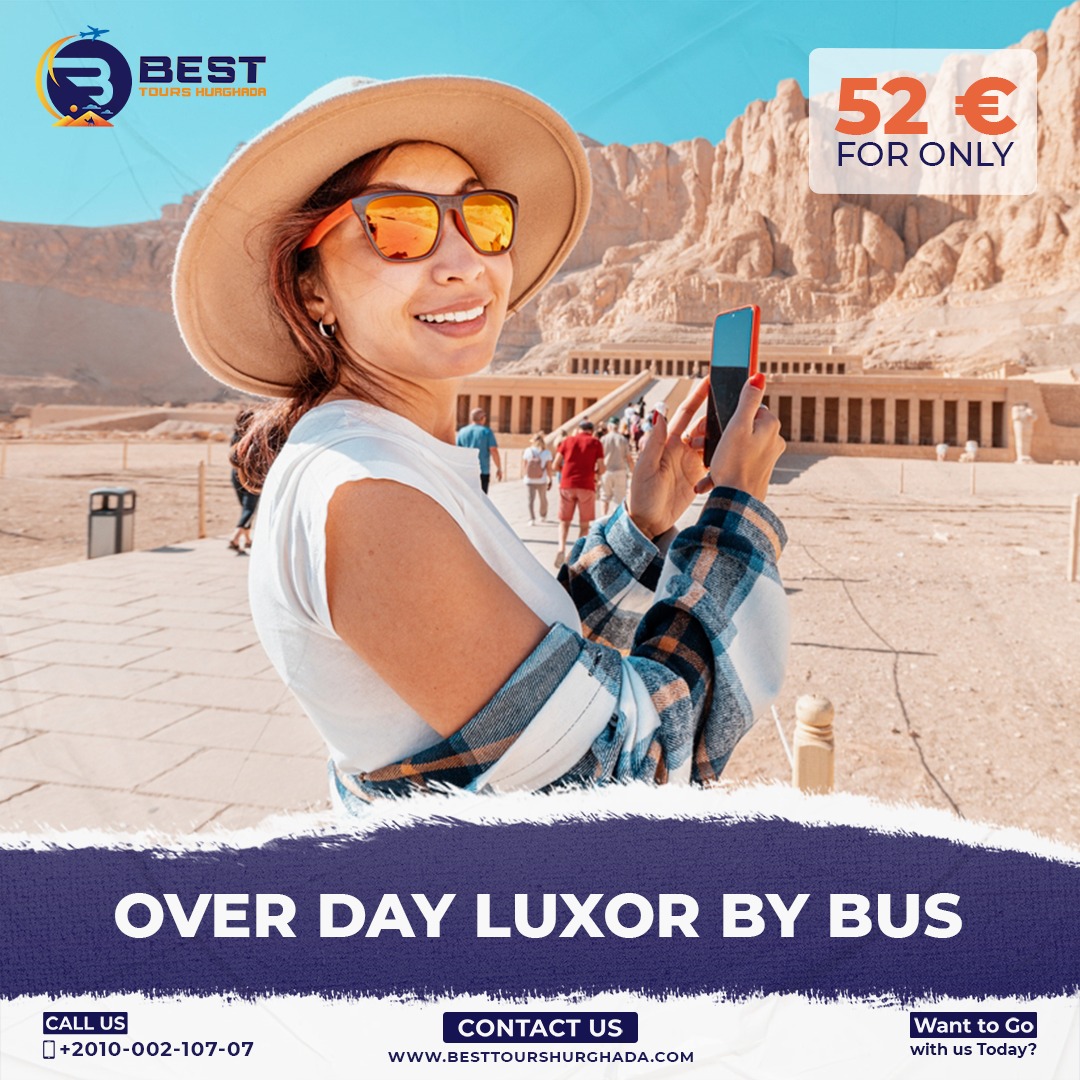 BEST
TOURS HURGHADA
52 €
FOR ONLY
OVER DAY LUXOR BY BUS
CALL US
+2010-002-107-07
CONTACT US
WWW.BESTTOURSHURGHADA.COM
Want to Go
with us Today?